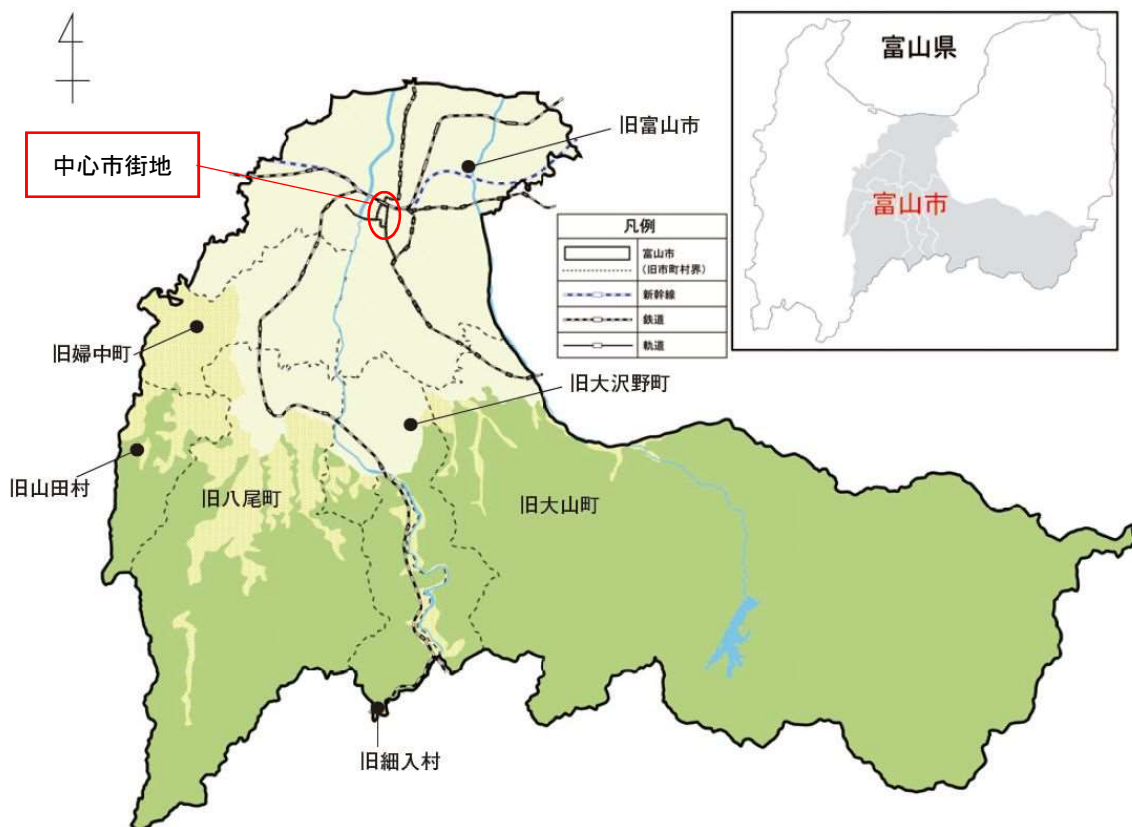 富山県
富山市
旧富山市
中心市街地
凡例
富山市
(旧市町村界)
新幹線
鉄道
軌道
旧婦中町
旧大沢野町
旧山田村
旧八尾町
旧大山町
旧細入村